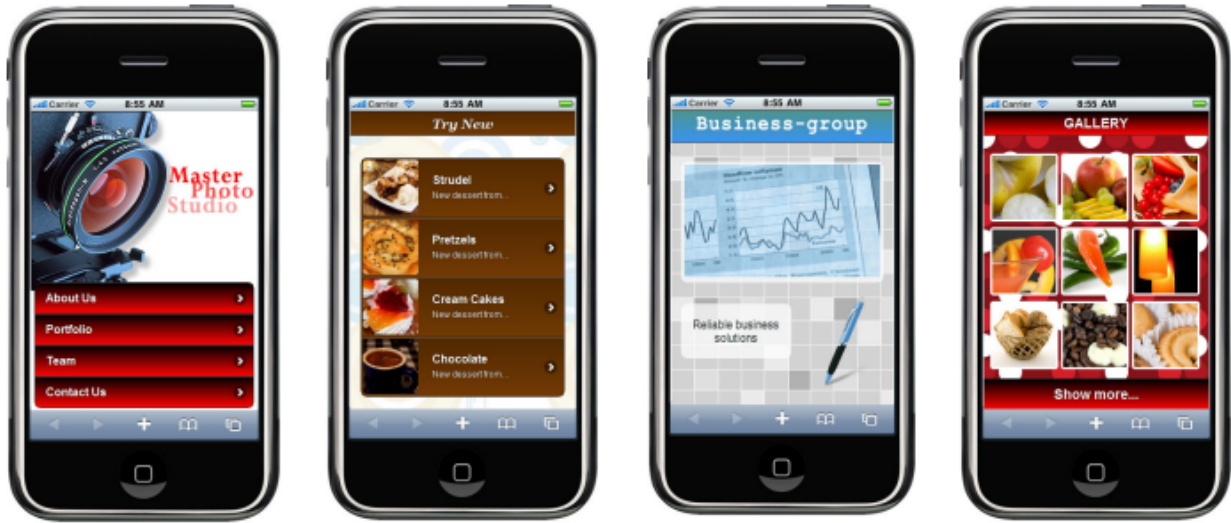 Carrier 8:55 AM
Master
Photo
Studio
About Us
Portfolio
Team
Contact Us
Carrier 8:55 AM
Try New
Strudel
New dessert from...
Pretzels
New dessert from...
Cream Cakes
New dessert from...
Chocolate
New dessert from...
Carrier 8:55 AM
Business-group
Reliable business
solutions
Carrier 8:55 AM
GALLERY
Show more...